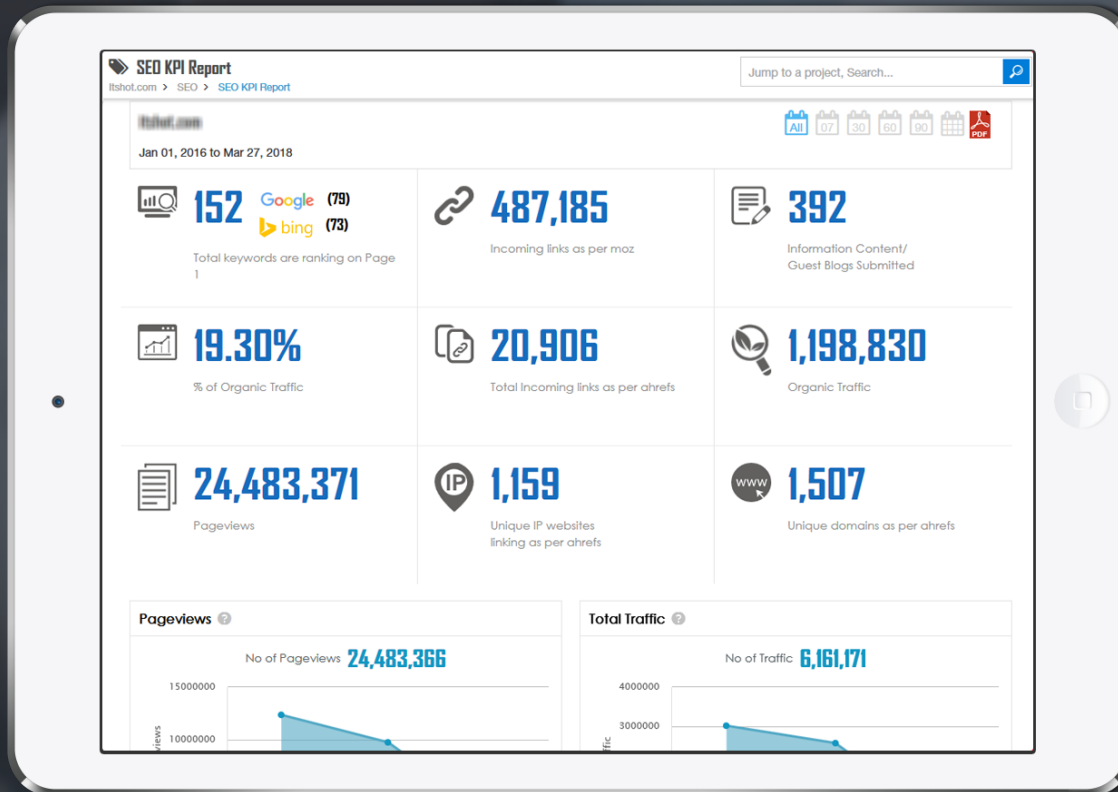 SEO KPI Report
Itshot.com > SEO > SEO KPI Report
Jump to a project, Search...
Itshot.com
Jan 01, 2016 to Mar 27, 2018
All 07 30 60 90 PDF
152 Google (79)
bing (73)
Total keywords are ranking on Page
1
487,185
Incoming links as per moz
392
Information Content/
Guest Blogs Submitted
19.30%
% of Organic Traffic
20,906
Total Incoming links as per ahrefs
1,198,830
Organic Traffic
24,483,371
Pageviews
IP 1,159
Unique IP websites
linking as per ahrefs
www 1,507
Unique domains as per ahrefs
Pageviews ?
No of Pageviews 24,483,366
15000000
10000000
views
Total Traffic ?
No of Traffic 6,161,171
4000000
3000000
ffic